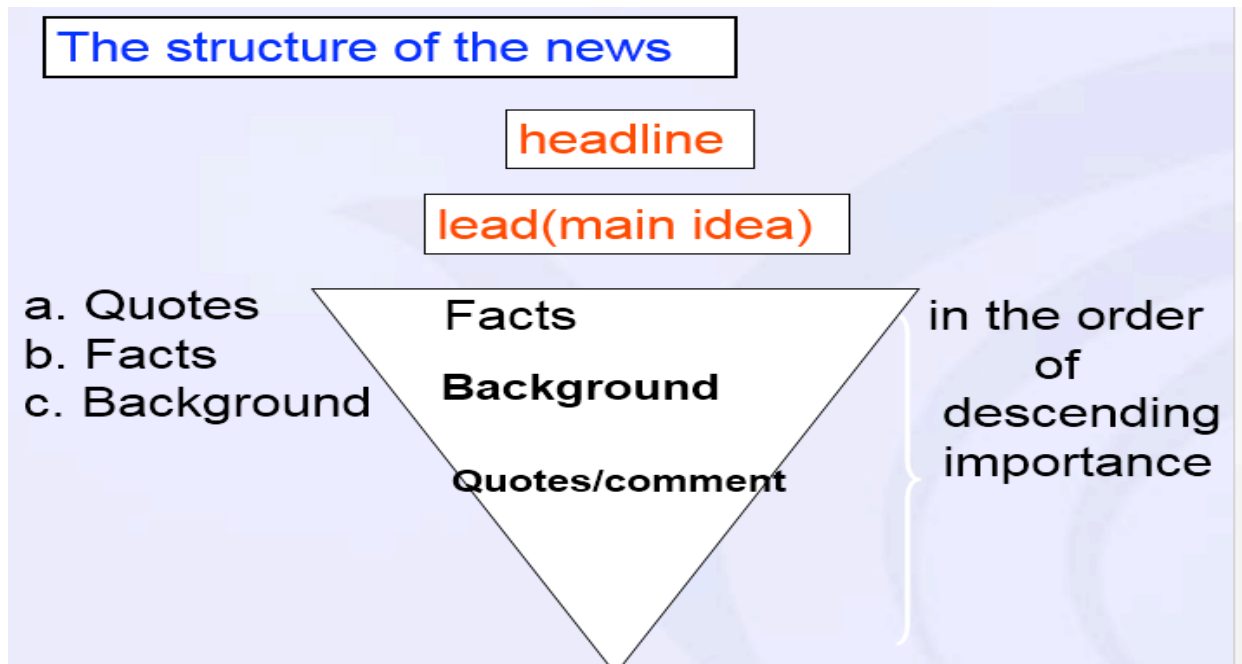 The structure of the news
headline
lead(main idea)
a. Quotes
b. Facts
c. Background
Facts
Background
Quotes/comment
in the order
of
descending
importance